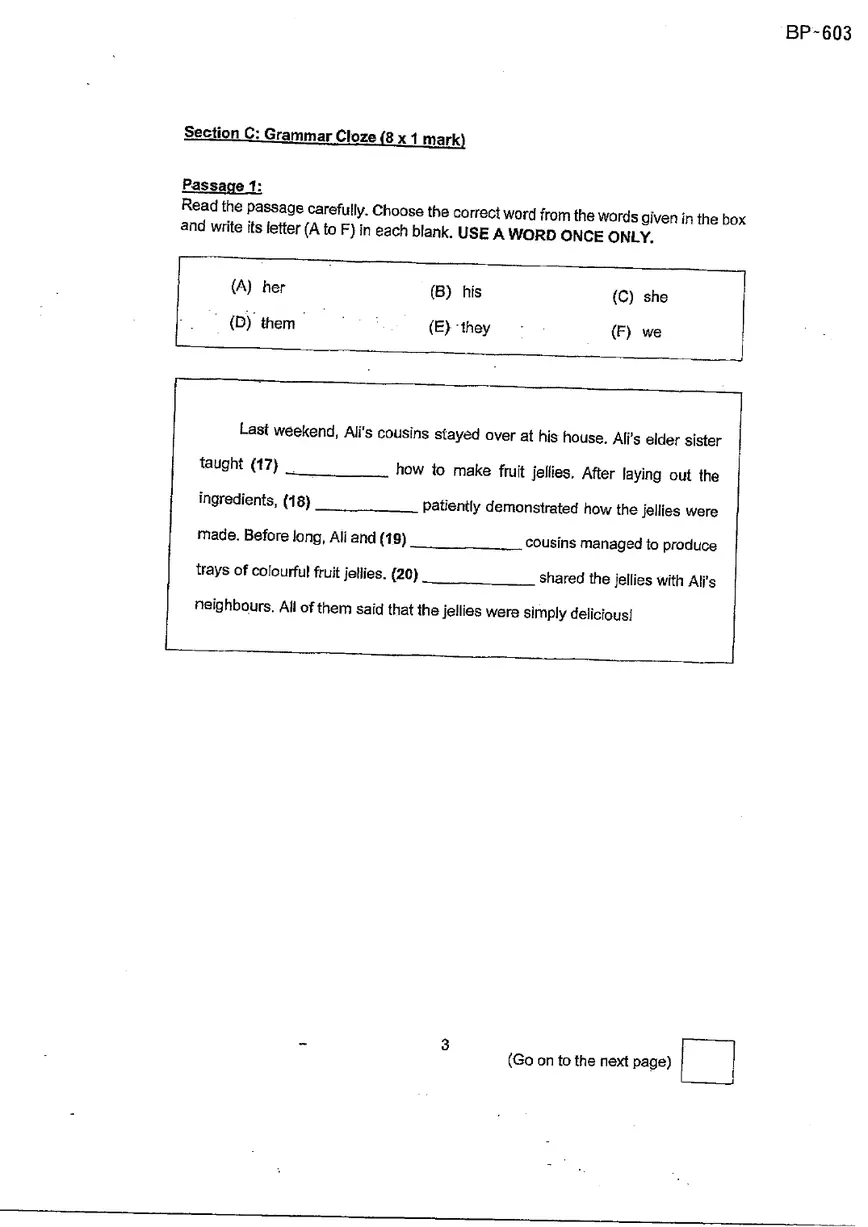 BP-603
Section C: Grammar Cloze (8 x 1 mark)
Passage 1:
Read the passage carefully. Choose the correct word from the words given in the box
and write its letter (A to F) in each blank. USE A WORD ONCE ONLY.
(A) her (B) his (C) she
(D) them (E) they (F) we
Last weekend, Ali's cousins stayed over at his house. Ali's elder sister
taught (17) ____________ how to make fruit jellies. After laying out the
ingredients, (18) ____________ patiently demonstrated how the jellies were
made. Before long, Ali and (19) ____________ cousins managed to produce
trays of colourful fruit jellies. (20) ____________ shared the jellies with Ali's
neighbours. All of them said that the jellies were simply delicious!
3
(Go on to the next page)